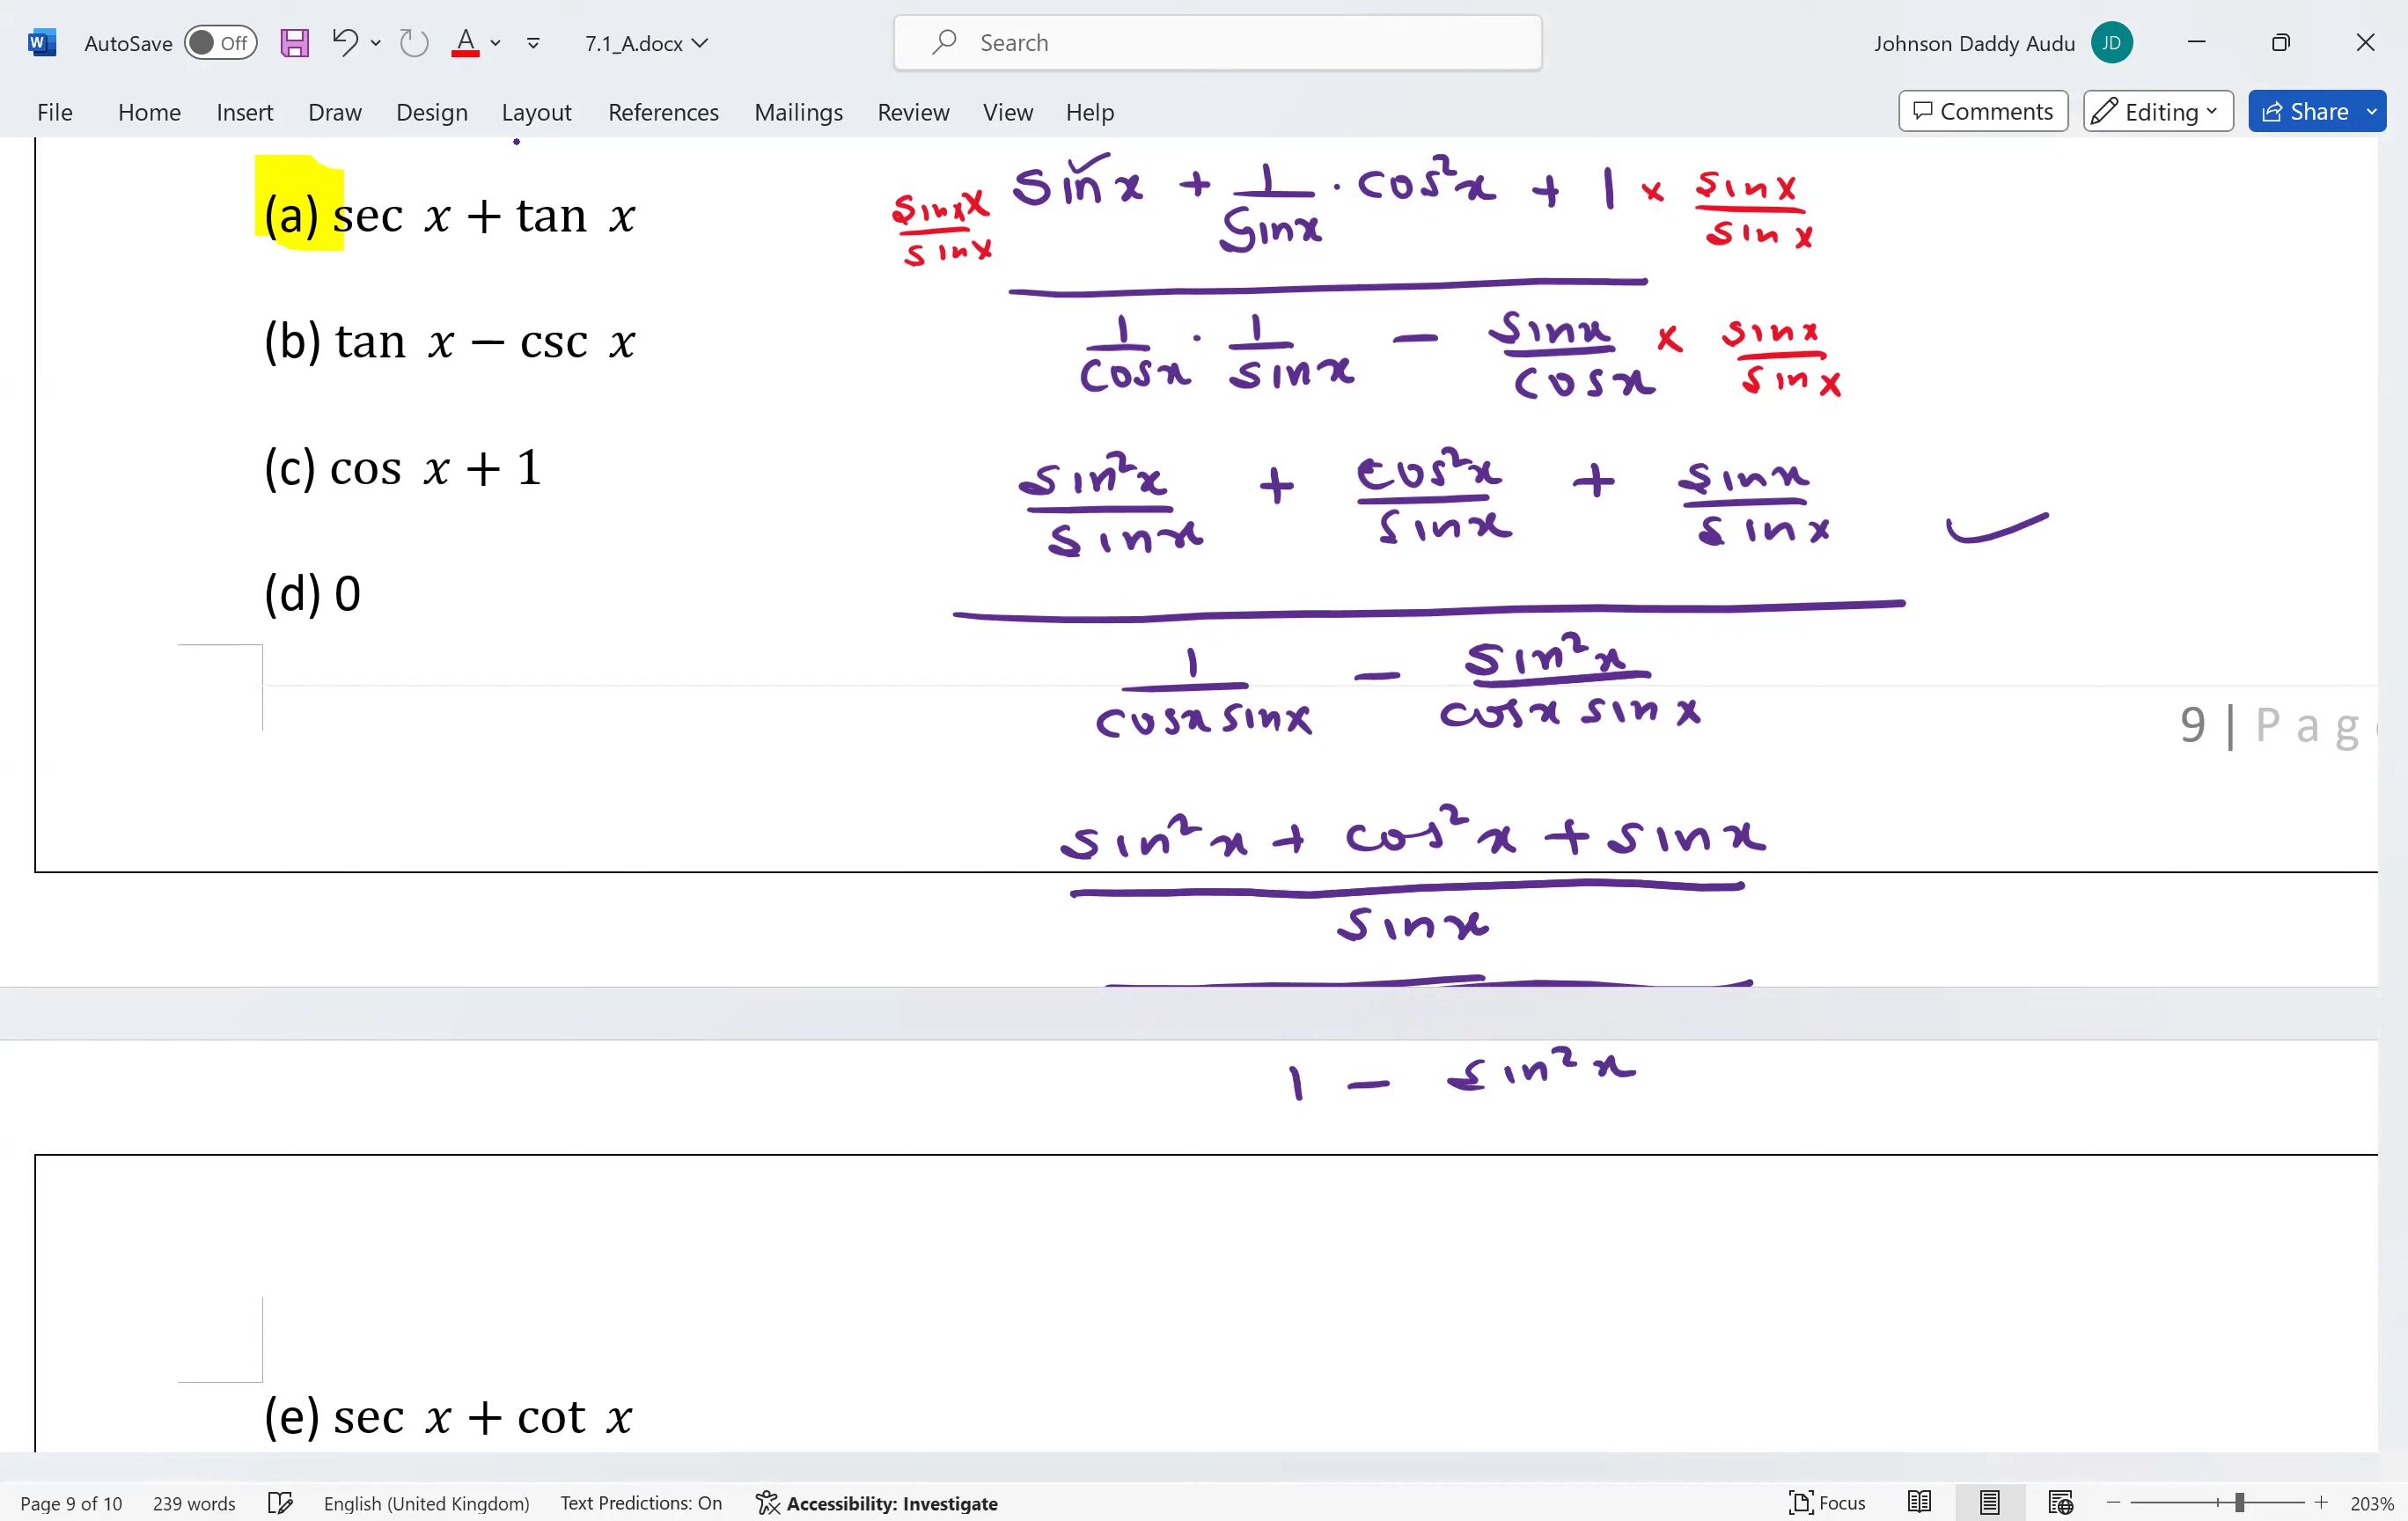 AutoSave Off 7.1_A.docx Search Johnson Daddy Audu JD
File Home Insert Draw Design Layout References Mailings Review View Help Comments Editing Share
(a) sec x + tan x
sinx/sinx × sinx + 1/sinx · cos²x + 1 × sinx/sinx
(b) tan x − csc x
1/cosx · 1/sinx − sinx/cosx × sinx/sinx
(c) cos x + 1
sin²x/sinx + cos²x/sinx + sinx/sinx
(d) 0
1/cosx sinx − sin²x/cosx sinx
9 | Pag
sin²x + cos²x + sinx
sinx
1 − sin²x
(e) sec x + cot x
Page 9 of 10 239 words English (United Kingdom) Text Predictions: On Accessibility: Investigate Focus 203%